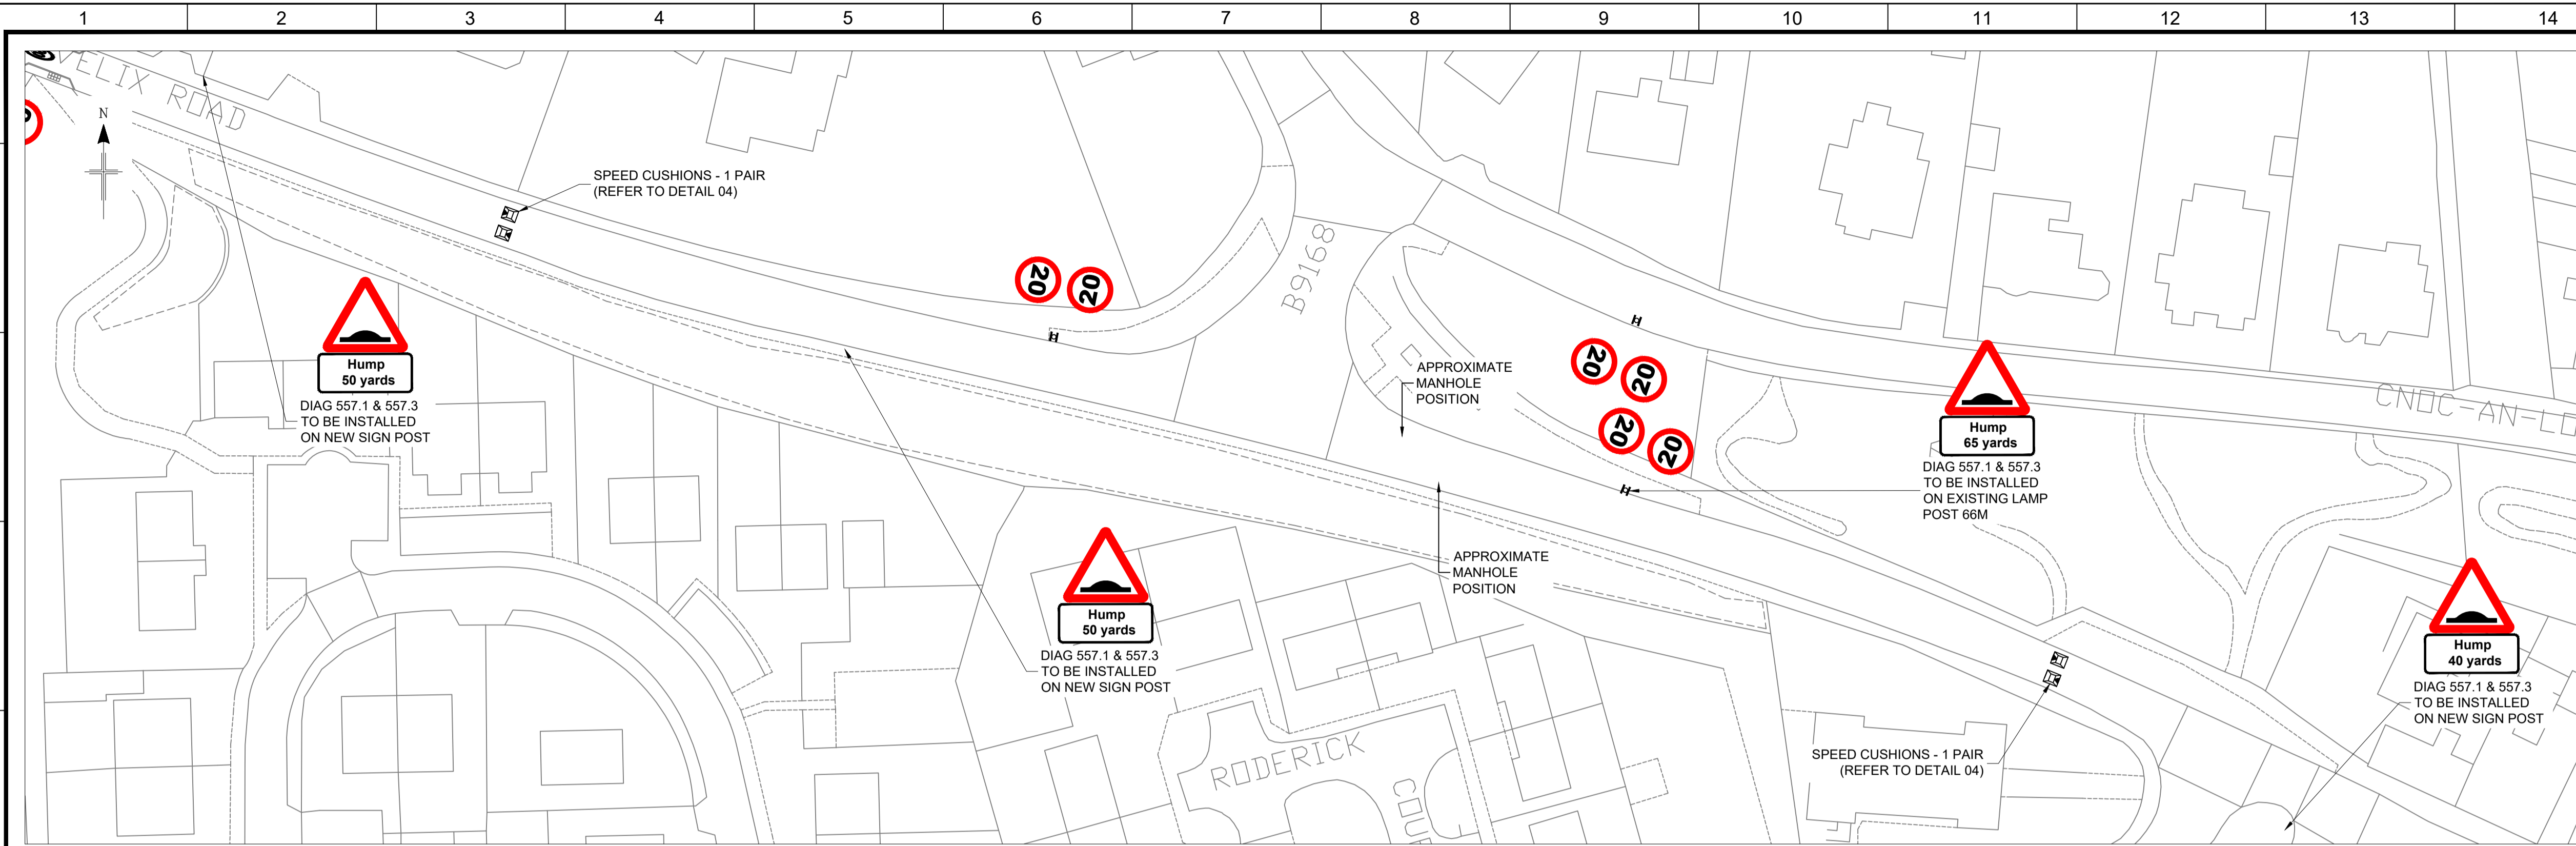 1 2 3 4 5 6 7 8 9 10 11 12 13 14
ELIX ROAD
N
SPEED CUSHIONS - 1 PAIR
(REFER TO DETAIL 04)
Hump
50 yards
DIAG 557.1 & 557.3
TO BE INSTALLED
ON NEW SIGN POST
20 20
B9168
APPROXIMATE
MANHOLE
POSITION
20 20
20 20
Hump
65 yards
DIAG 557.1 & 557.3
TO BE INSTALLED
ON EXISTING LAMP
POST 66M
CNOC-AN-LO
Hump
50 yards
DIAG 557.1 & 557.3
TO BE INSTALLED
ON NEW SIGN POST
APPROXIMATE
MANHOLE
POSITION
Hump
40 yards
DIAG 557.1 & 557.3
TO BE INSTALLED
ON NEW SIGN POST
SPEED CUSHIONS - 1 PAIR
(REFER TO DETAIL 04)
RODERICK
COU